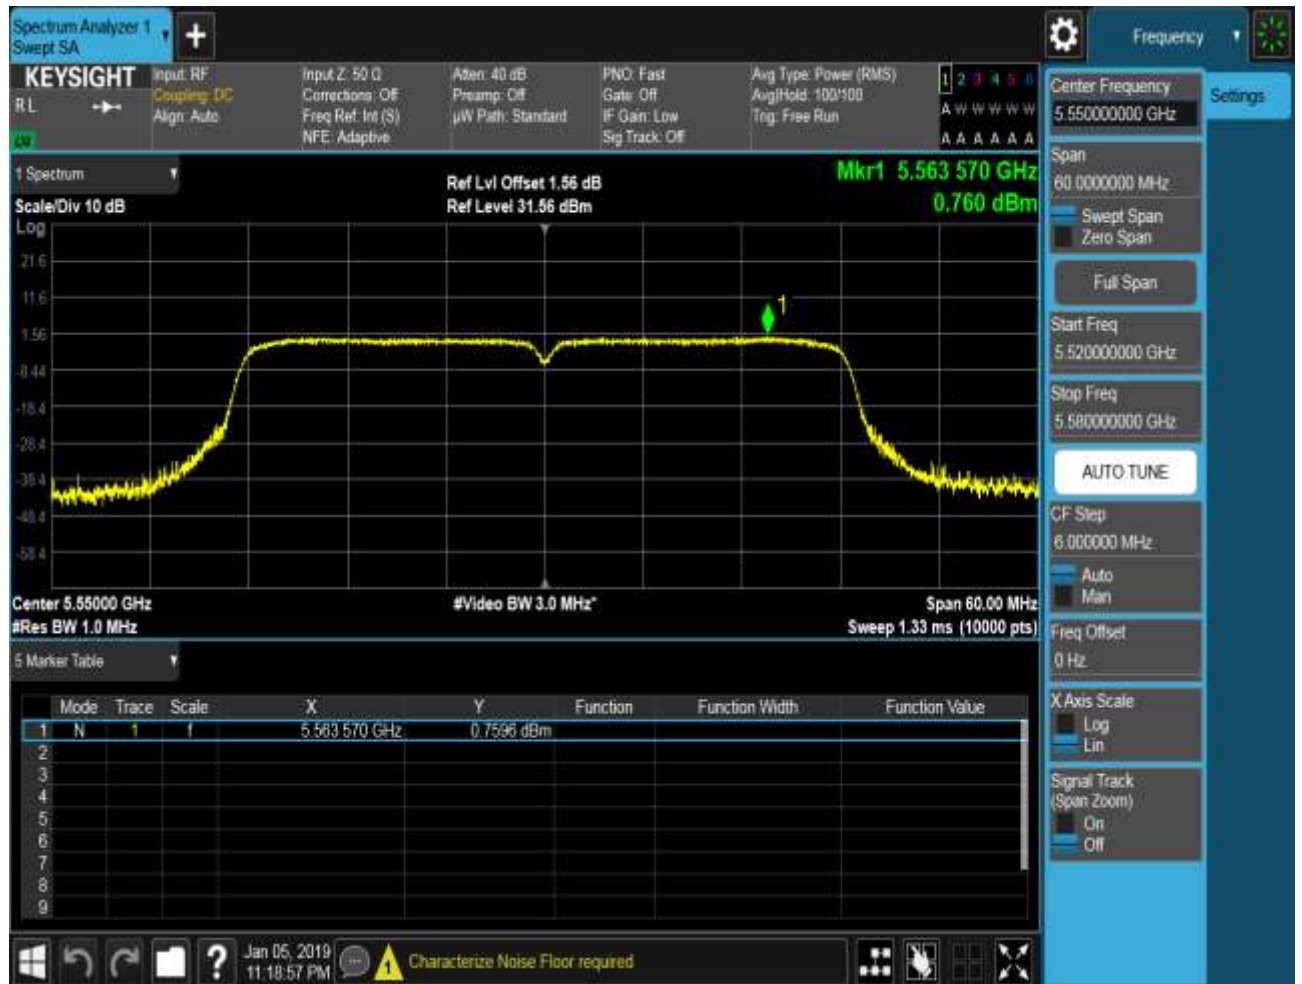 Spectrum Analyzer 1
Swept SA
Frequency
KEYSIGHT
RL
Input: RF
Coupling: DC
Align: Auto
Input Z: 50 Ω
Corrections: Off
Freq Ref: Int (S)
NFE: Adaptive
Atten: 40 dB
Preamp: Off
µW Path: Standard
PNO: Fast
Gate: Off
IF Gain: Low
Sig Track: Off
Avg Type: Power (RMS)
Avg|Hold: 100/100
Trig: Free Run
1 2 3 4 5 6
A W W W W W
A A A A A A
1 Spectrum
Scale/Div 10 dB
Ref Lvl Offset 1.56 dB
Ref Level 31.56 dBm
Mkr1 5.563 570 GHz
0.760 dBm
Log
21.6
11.6
1.56
-8.44
-18.4
-28.4
-38.4
-48.4
-58.4
1
Center 5.55000 GHz
#Res BW 1.0 MHz
#Video BW 3.0 MHz*
Span 60.00 MHz
Sweep 1.33 ms (10000 pts)
5 Marker Table
Mode Trace Scale X Y Function Function Width Function Value
1 N 1 f 5.563 570 GHz 0.7596 dBm
2
3
4
5
6
7
8
9
Jan 05, 2019
11:18:57 PM
Characterize Noise Floor required
Center Frequency
5.550000000 GHz
Settings
Span
60.0000000 MHz
Swept Span
Zero Span
Full Span
Start Freq
5.520000000 GHz
Stop Freq
5.580000000 GHz
AUTO TUNE
CF Step
6.000000 MHz
Auto
Man
Freq Offset
0 Hz
X Axis Scale
Log
Lin
Signal Track
(Span Zoom)
On
Off